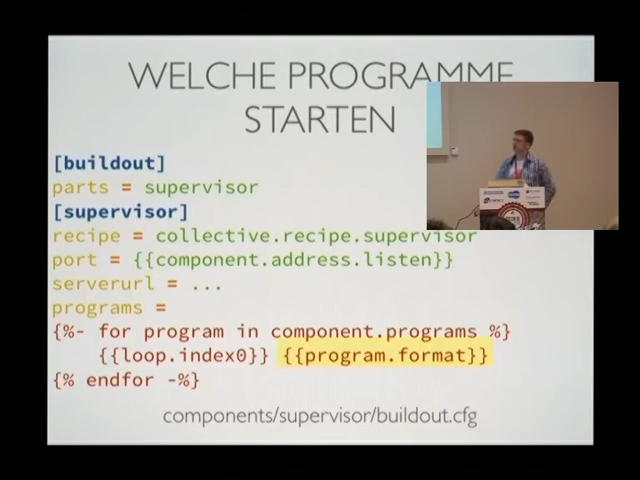 WELCHE PROGRAMME
STARTEN
[buildout]
parts = supervisor
[supervisor]
recipe = collective.recipe.supervisor
port = {{component.address.listen}}
serverurl = ...
programs =
{%- for program in component.programs %}
{{loop.index0}} {{program.format}}
{% endfor -%}
components/supervisor/buildout.cfg